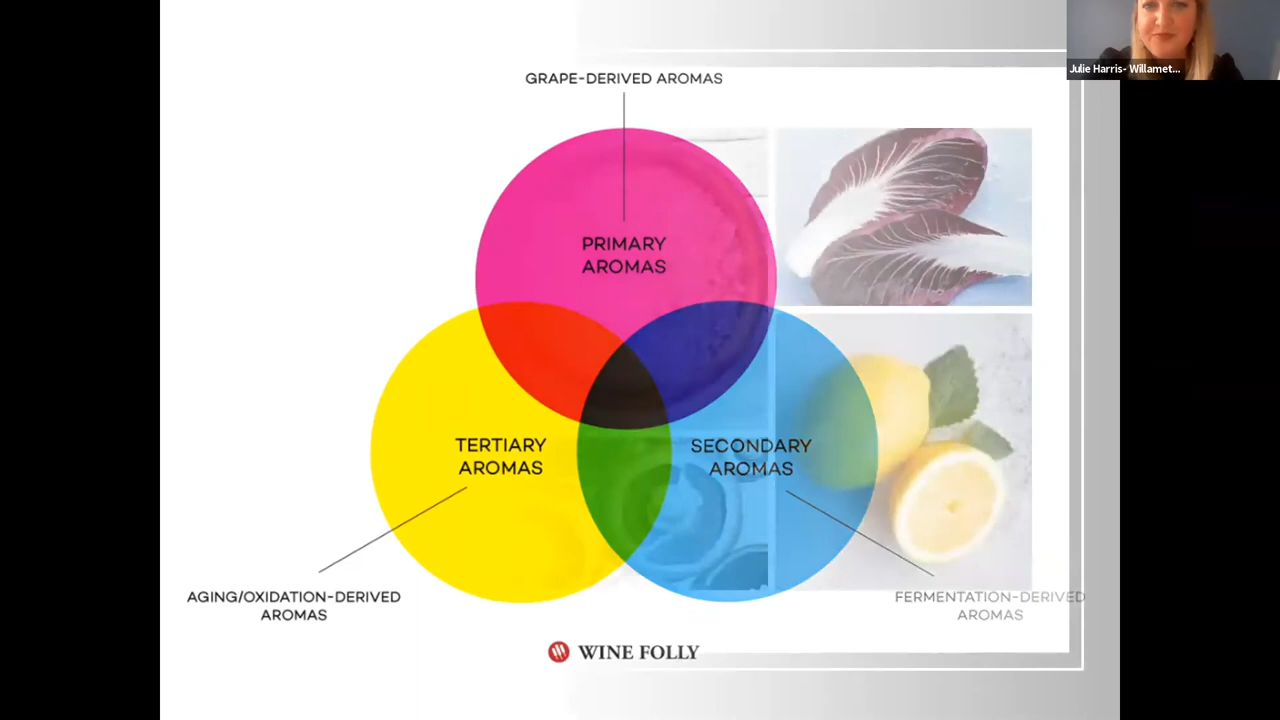 GRAPE-DERIVED AROMAS
Julie Harris- Willamet...
PRIMARY
AROMAS
TERTIARY
AROMAS
SECONDARY
AROMAS
AGING/OXIDATION-DERIVED
AROMAS
FERMENTATION-DERIVED
AROMAS
WINE FOLLY